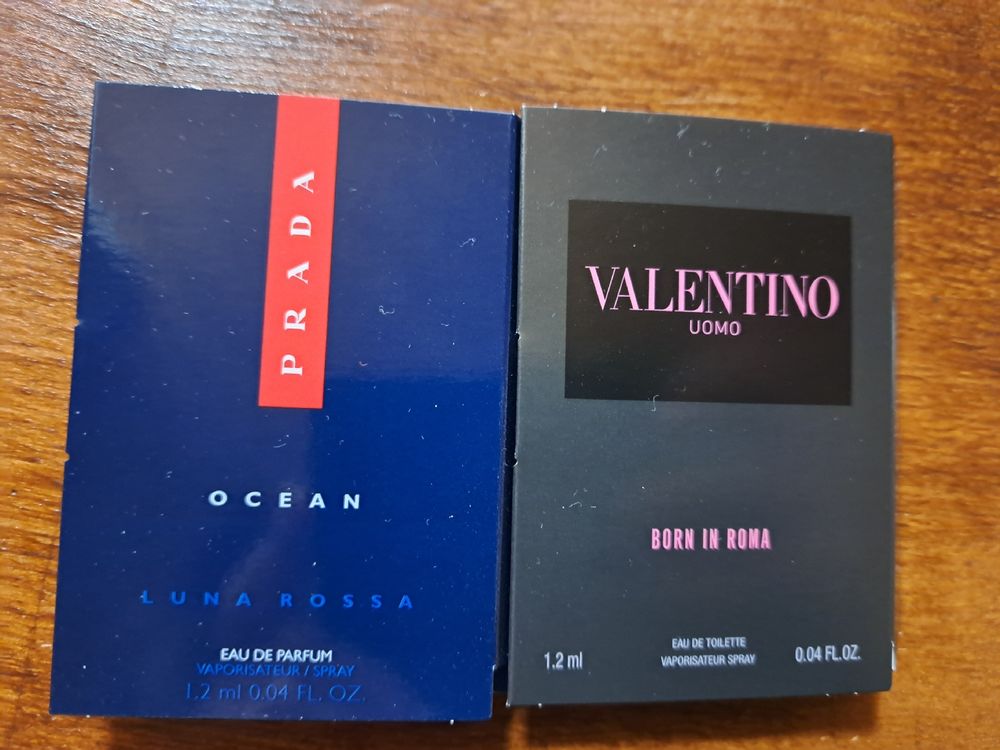 PRADA
OCEAN
LUNA ROSSA
EAU DE PARFUM
VAPORISATEUR / SPRAY
1.2 ml 0.04 FL. OZ.
VALENTINO
UOMO
BORN IN ROMA
EAU DE TOILETTE
VAPORISATEUR SPRAY
1.2 ml
0.04 FL.OZ.